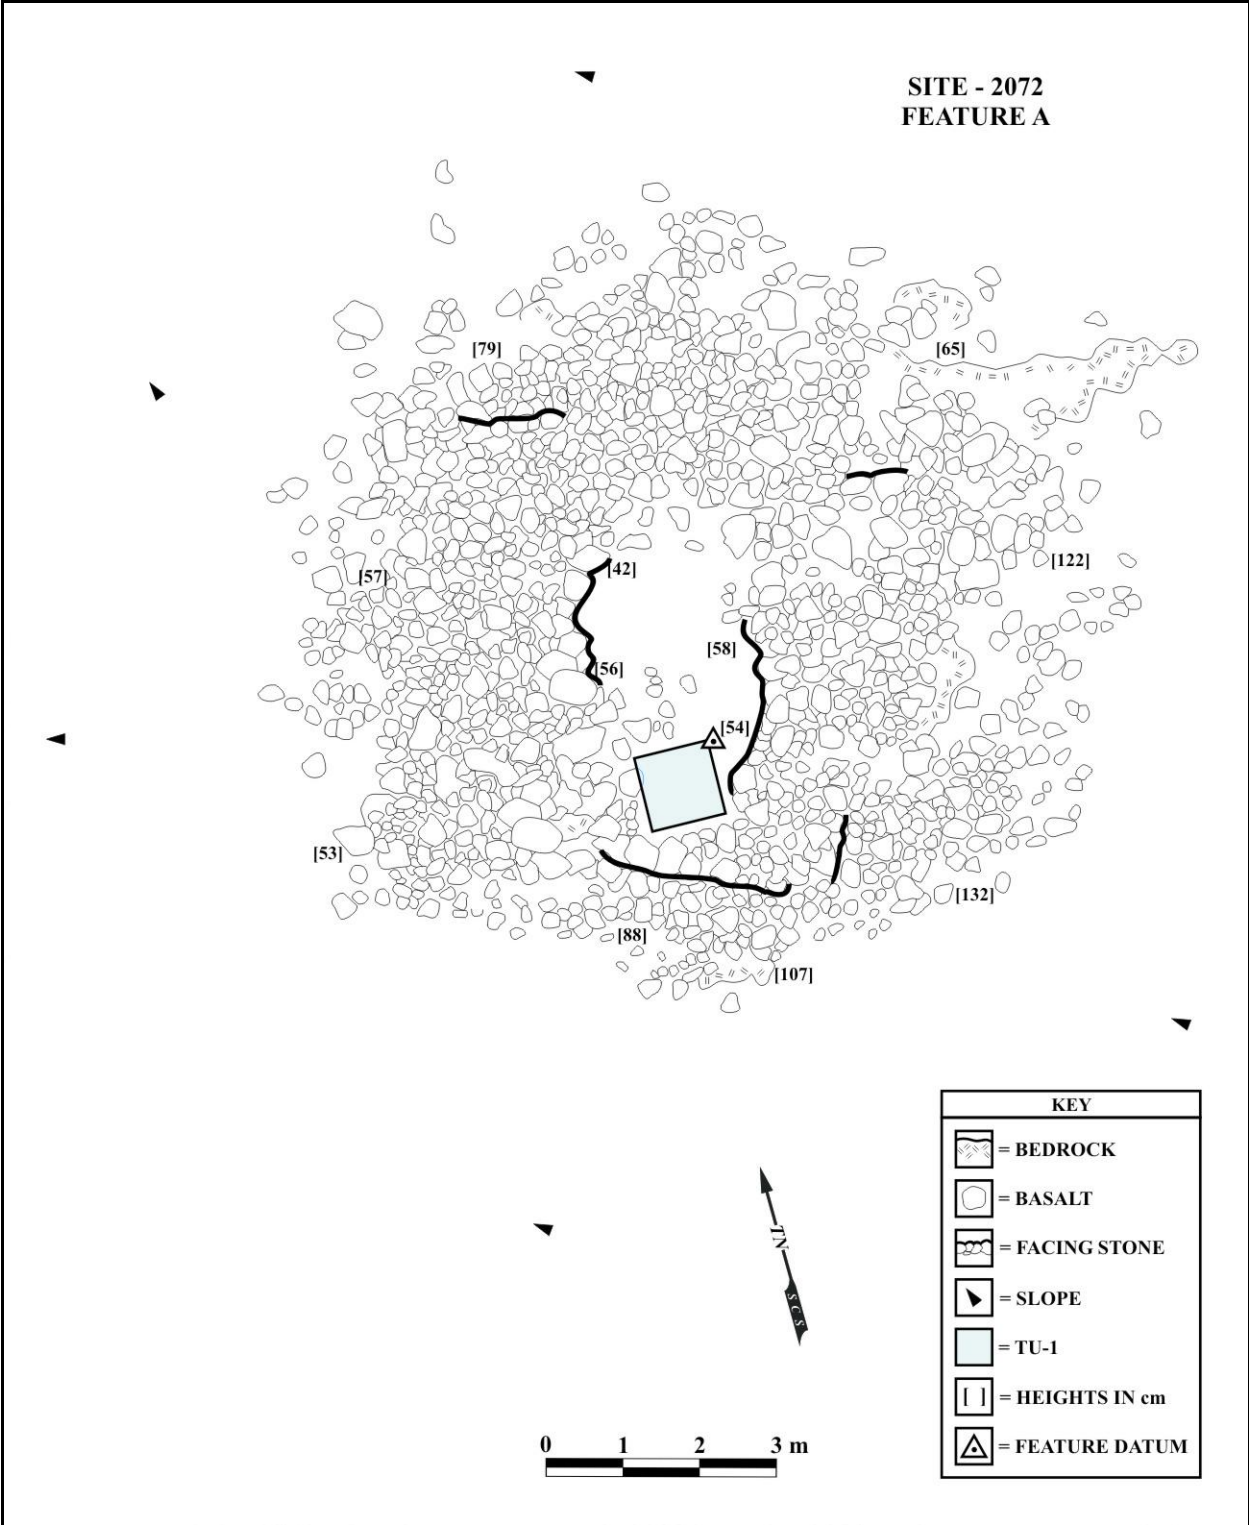 SITE - 2072
FEATURE A
[79]
[65]
[122]
[57]
[42]
[58]
[56]
[54]
[53]
[132]
[88]
[107]
KEY
= BEDROCK
= BASALT
= FACING STONE
= SLOPE
= TU-1
[ ] = HEIGHTS IN cm
= FEATURE DATUM
TN
SCS
0 1 2 3 m